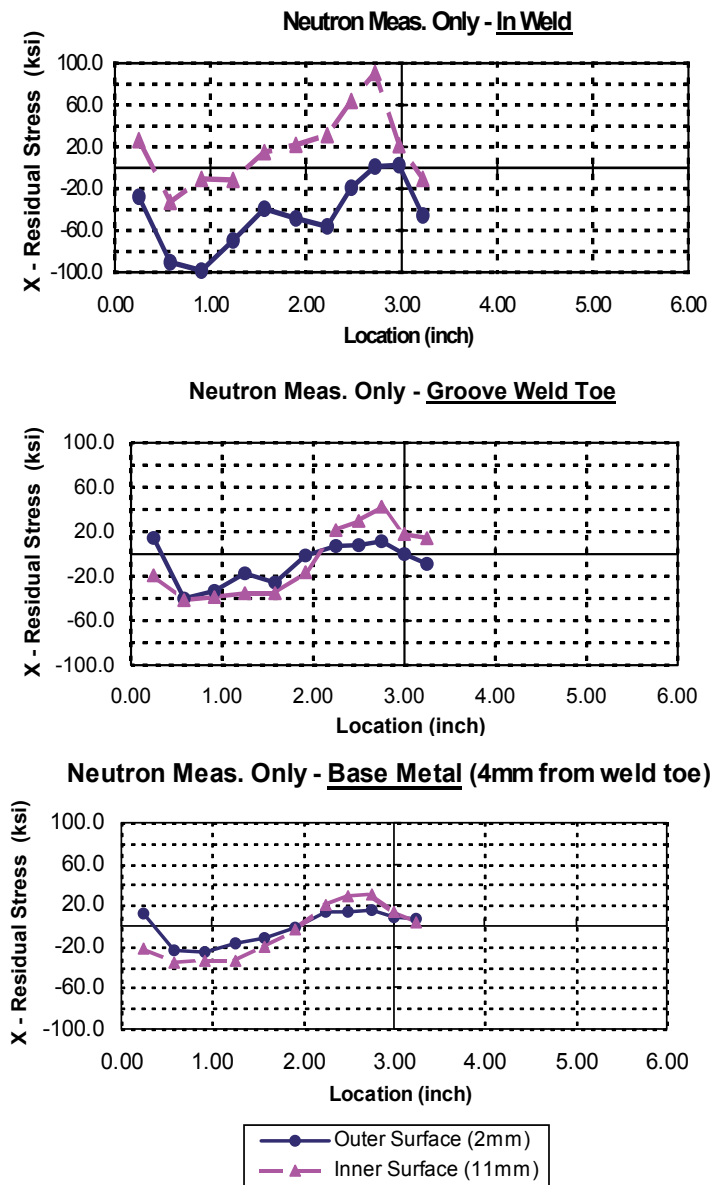 Neutron Meas. Only - In Weld
X - Residual Stress (ksi)
100.0
60.0
20.0
-20.0
-60.0
-100.0
0.00 1.00 2.00 3.00 4.00 5.00 6.00
Location (inch)
Neutron Meas. Only - Groove Weld Toe
X - Residual Stress (ksi)
100.0
60.0
20.0
-20.0
-60.0
-100.0
0.00 1.00 2.00 3.00 4.00 5.00 6.00
Location (inch)
Neutron Meas. Only - Base Metal (4mm from weld toe)
X - Residual Stress (ksi)
100.0
60.0
20.0
-20.0
-60.0
-100.0
0.00 1.00 2.00 3.00 4.00 5.00 6.00
Location (inch)
Outer Surface (2mm)
Inner Surface (11mm)